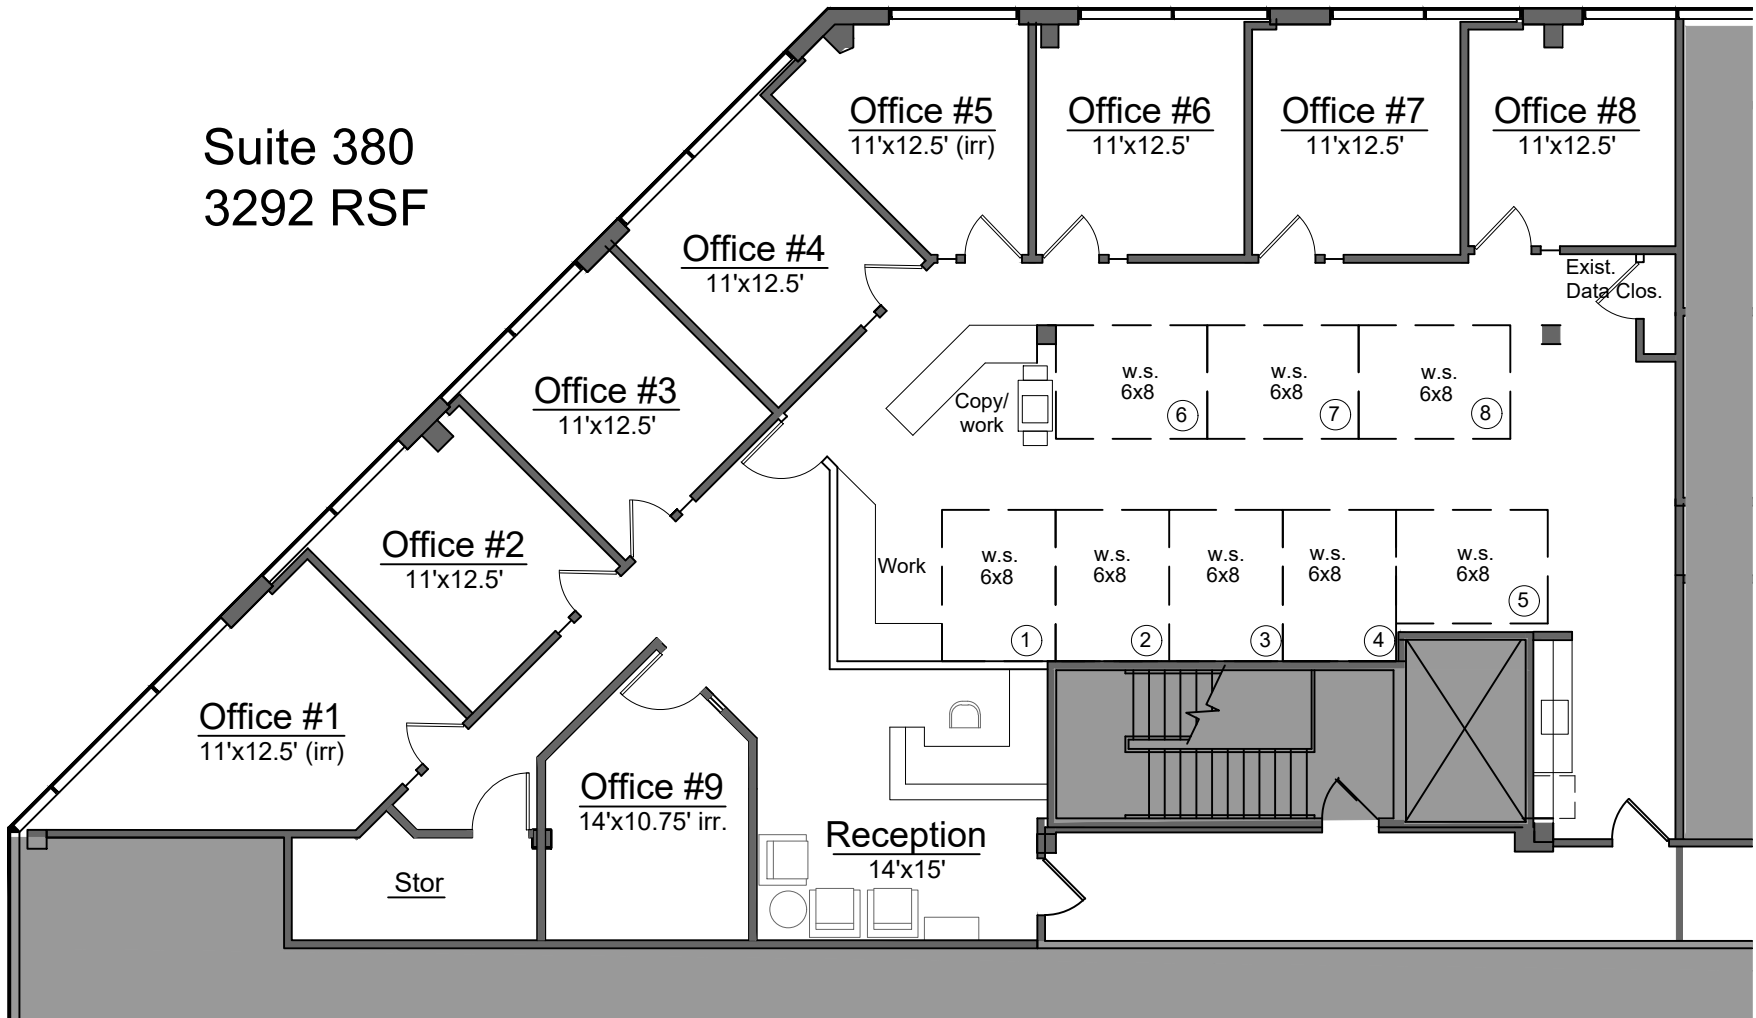 Suite 380
3292 RSF
Office #5
11'x12.5' (irr)
Office #6
11'x12.5'
Office #7
11'x12.5'
Office #8
11'x12.5'
Office #4
11'x12.5'
Exist.
Data Clos.
Office #3
11'x12.5'
Copy/
work
w.s.
6x8
6
w.s.
6x8
7
w.s.
6x8
8
Office #2
11'x12.5'
Work
w.s.
6x8
1
w.s.
6x8
2
w.s.
6x8
3
w.s.
6x8
4
w.s.
6x8
5
Office #1
11'x12.5' (irr)
Office #9
14'x10.75' irr.
Reception
14'x15'
Stor